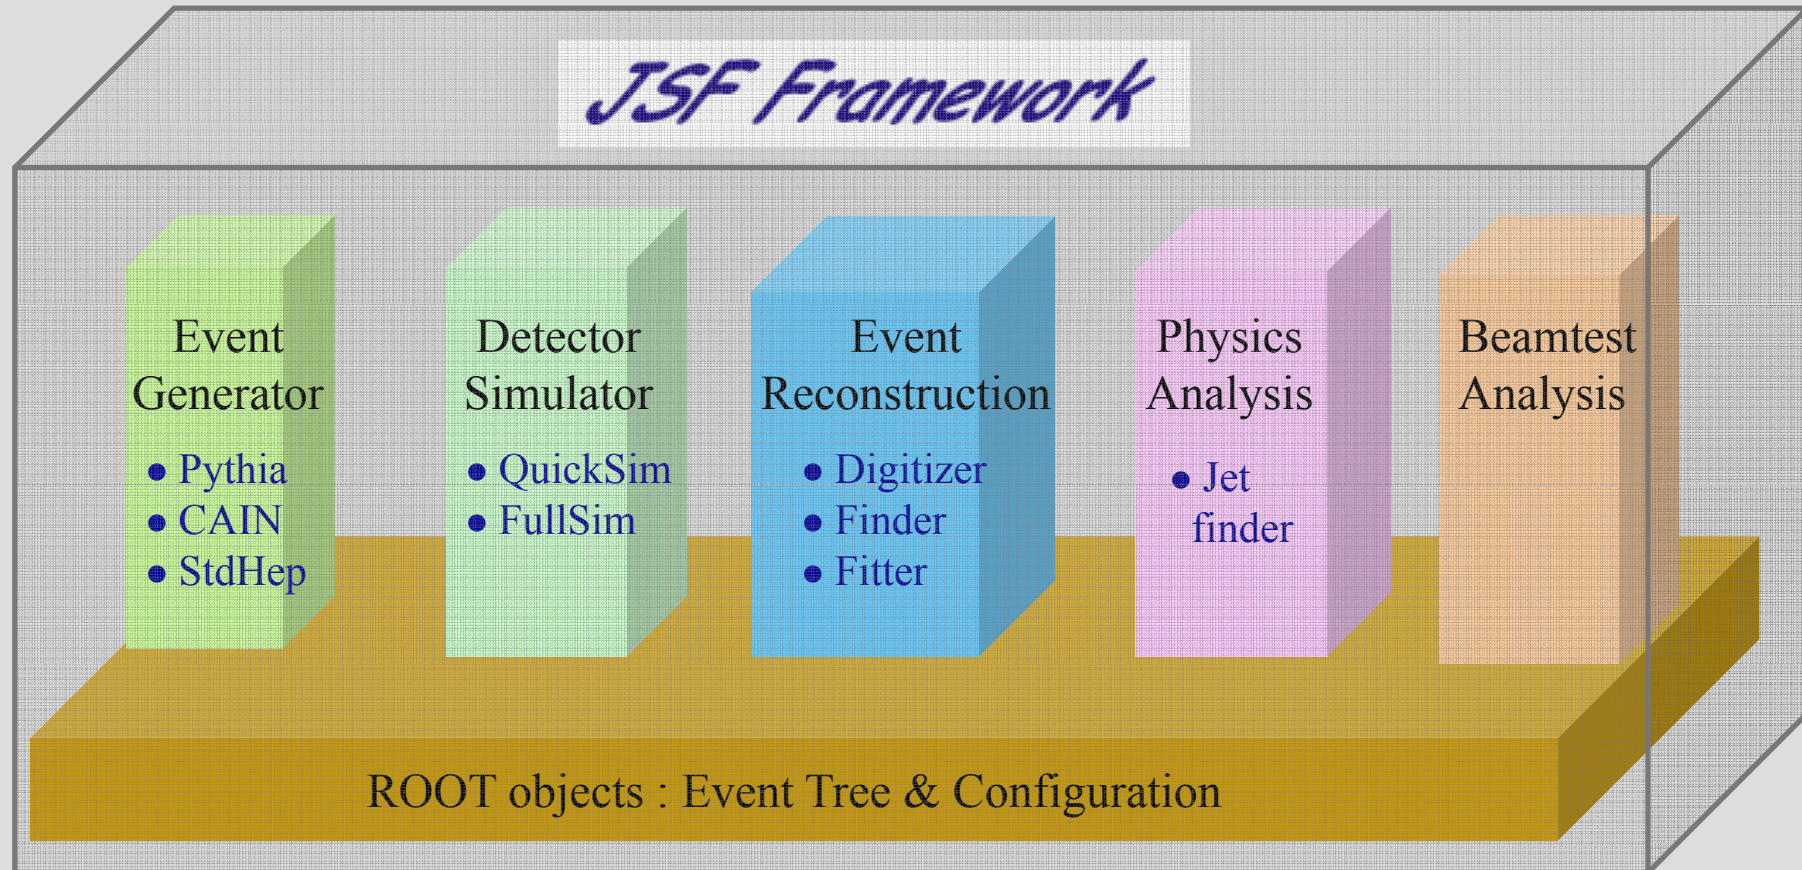 JSF Framework
Event
Generator
● Pythia
● CAIN
● StdHep
Detector
Simulator
● QuickSim
● FullSim
Event
Reconstruction
● Digitizer
● Finder
● Fitter
Physics
Analysis
● Jet
finder
Beamtest
Analysis
ROOT objects : Event Tree & Configuration